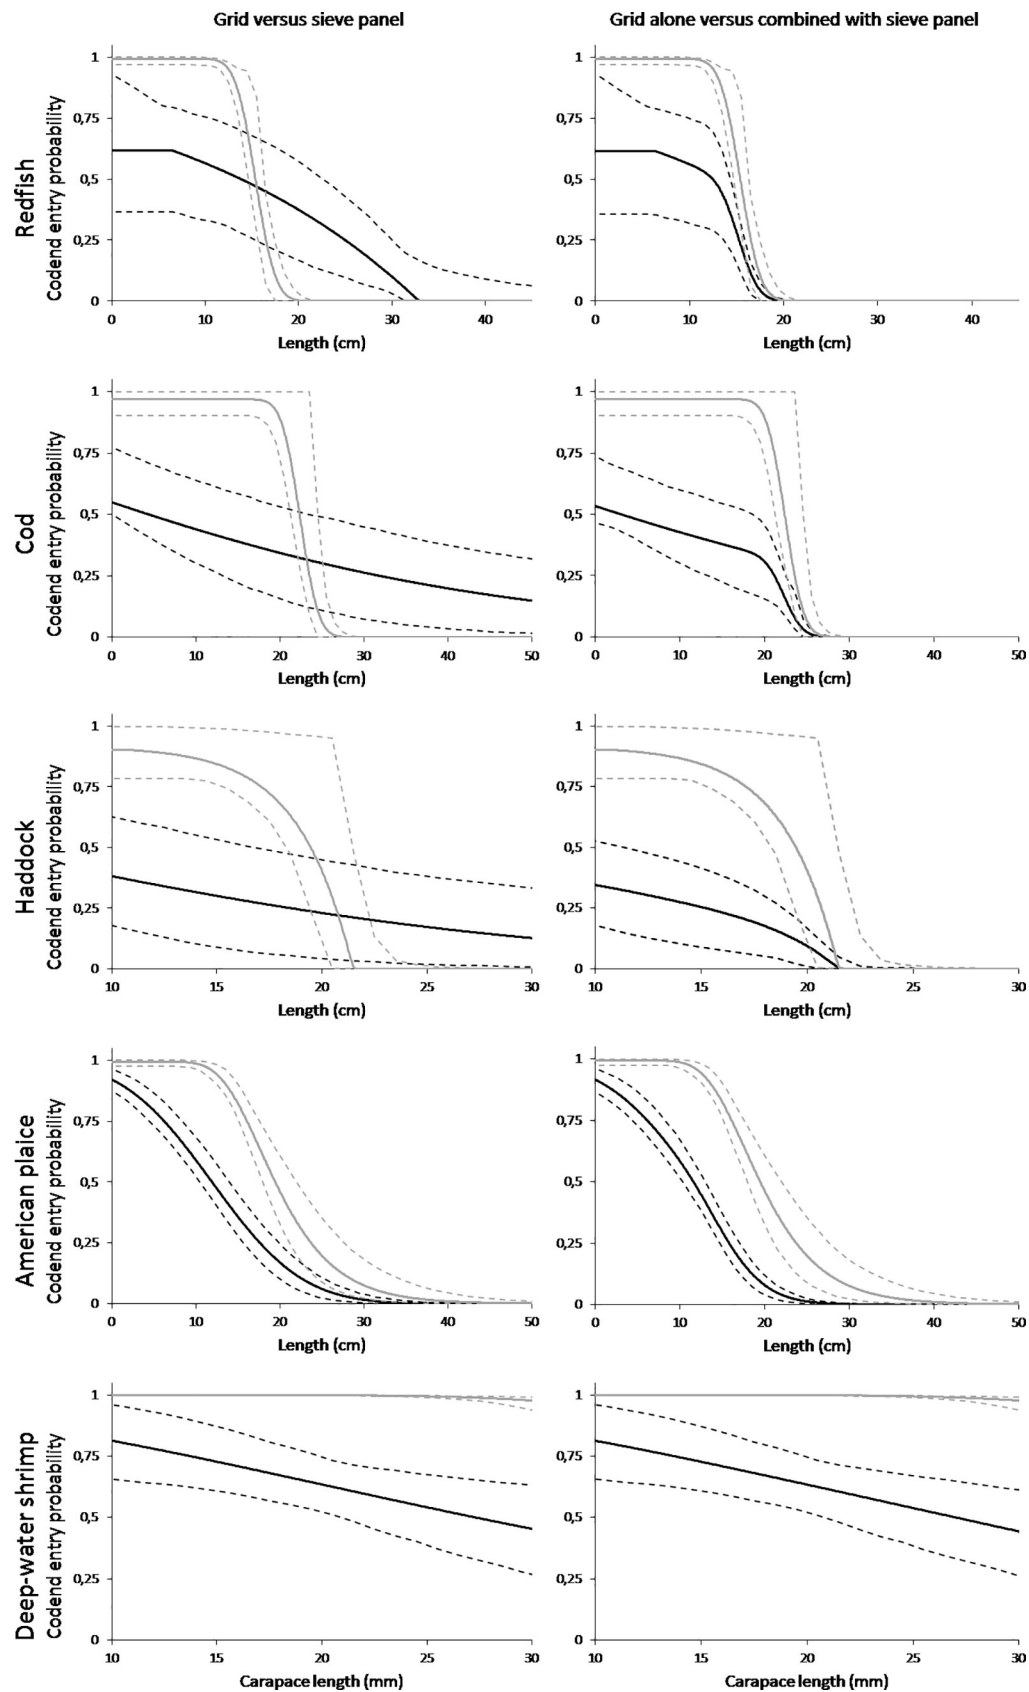 Grid versus sieve panel
Grid alone versus combined with sieve panel
Redfish
Codend entry probability
1
0,75
0,5
0,25
0
0 10 20 30 40
Length (cm)
1
0,75
0,5
0,25
0
0 10 20 30 40
Length (cm)
Cod
Codend entry probability
1
0,75
0,5
0,25
0
0 10 20 30 40 50
Length (cm)
1
0,75
0,5
0,25
0
0 10 20 30 40 50
Length (cm)
Haddock
Codend entry probability
1
0,75
0,5
0,25
0
10 15 20 25 30
Length (cm)
1
0,75
0,5
0,25
0
10 15 20 25 30
Length (cm)
American plaice
Codend entry probability
1
0,75
0,5
0,25
0
0 10 20 30 40 50
Length (cm)
1
0,75
0,5
0,25
0
0 10 20 30 40 50
Length (cm)
Deep-water shrimp
Codend entry probability
1
0,75
0,5
0,25
0
10 15 20 25 30
Carapace length (mm)
1
0,75
0,5
0,25
0
10 15 20 25 30
Carapace length (mm)